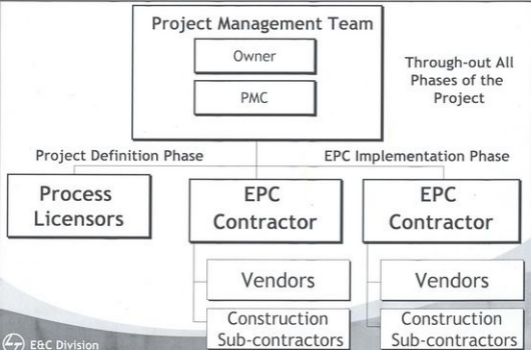 Project Management Team
Owner
PMC
Through-out All
Phases of the
Project
Project Definition Phase
EPC Implementation Phase
Process
Licensors
EPC
Contractor
EPC
Contractor
Vendors
Vendors
Construction
Sub-contractors
Construction
Sub-contractors
E&C Division